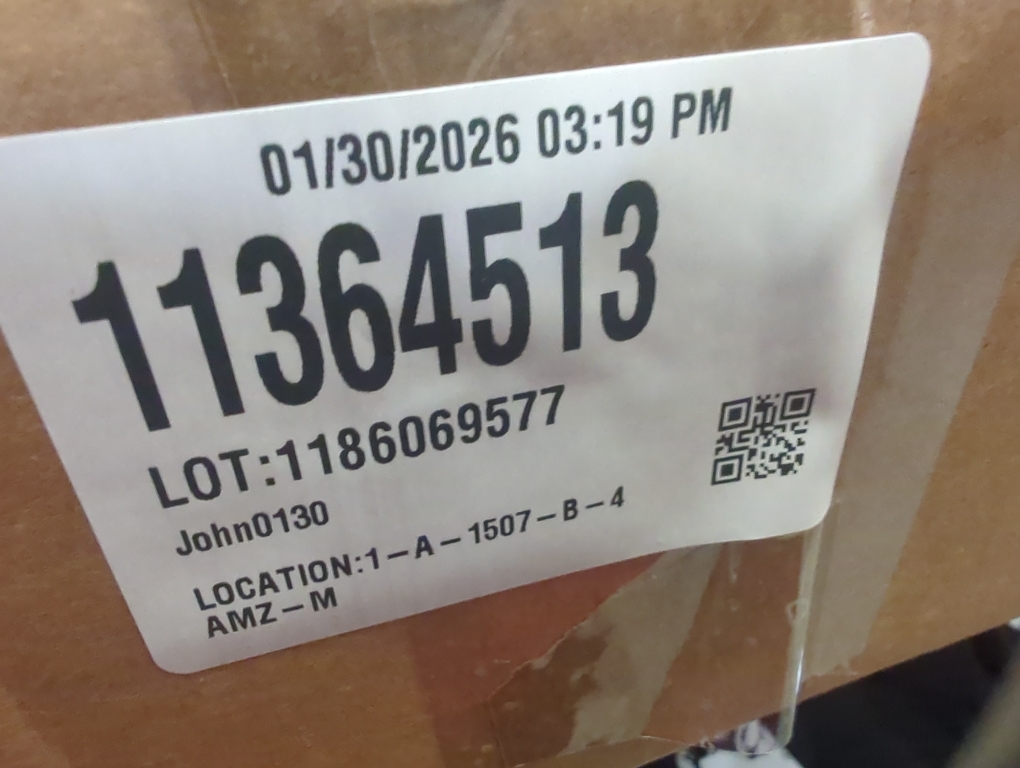 01/30/2026 03:19 PM
11364513
LOT:1186069577
John0130
LOCATION:1-A-1507-B-4
AMZ-M